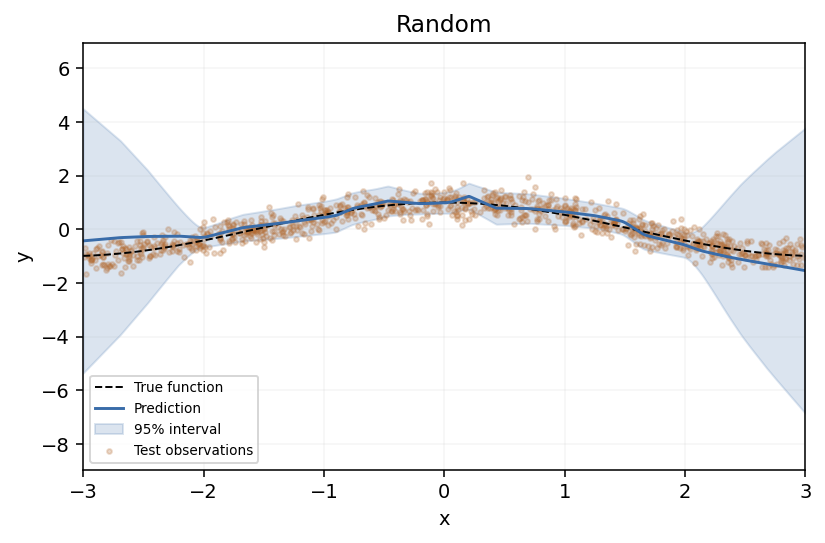 Random
6
4
2
0
−2
−4
−6
−8
y
True function
Prediction
95% interval
Test observations
−3
−2
−1
0
1
2
3
x